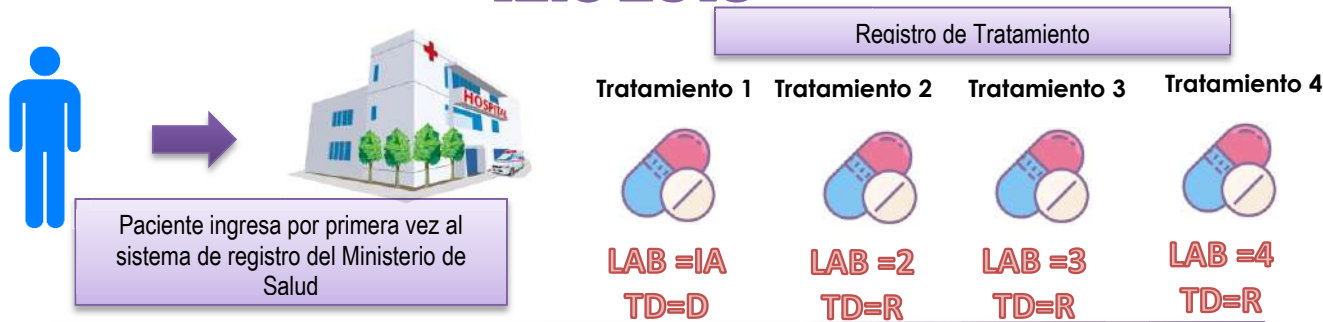 Registro de Tratamiento
Tratamiento 1 Tratamiento 2 Tratamiento 3 Tratamiento 4
HOSPITAL
Paciente ingresa por primera vez al
sistema de registro del Ministerio de
Salud
LAB =IA LAB =2 LAB =3 LAB =4
TD=D TD=R TD=R TD=R